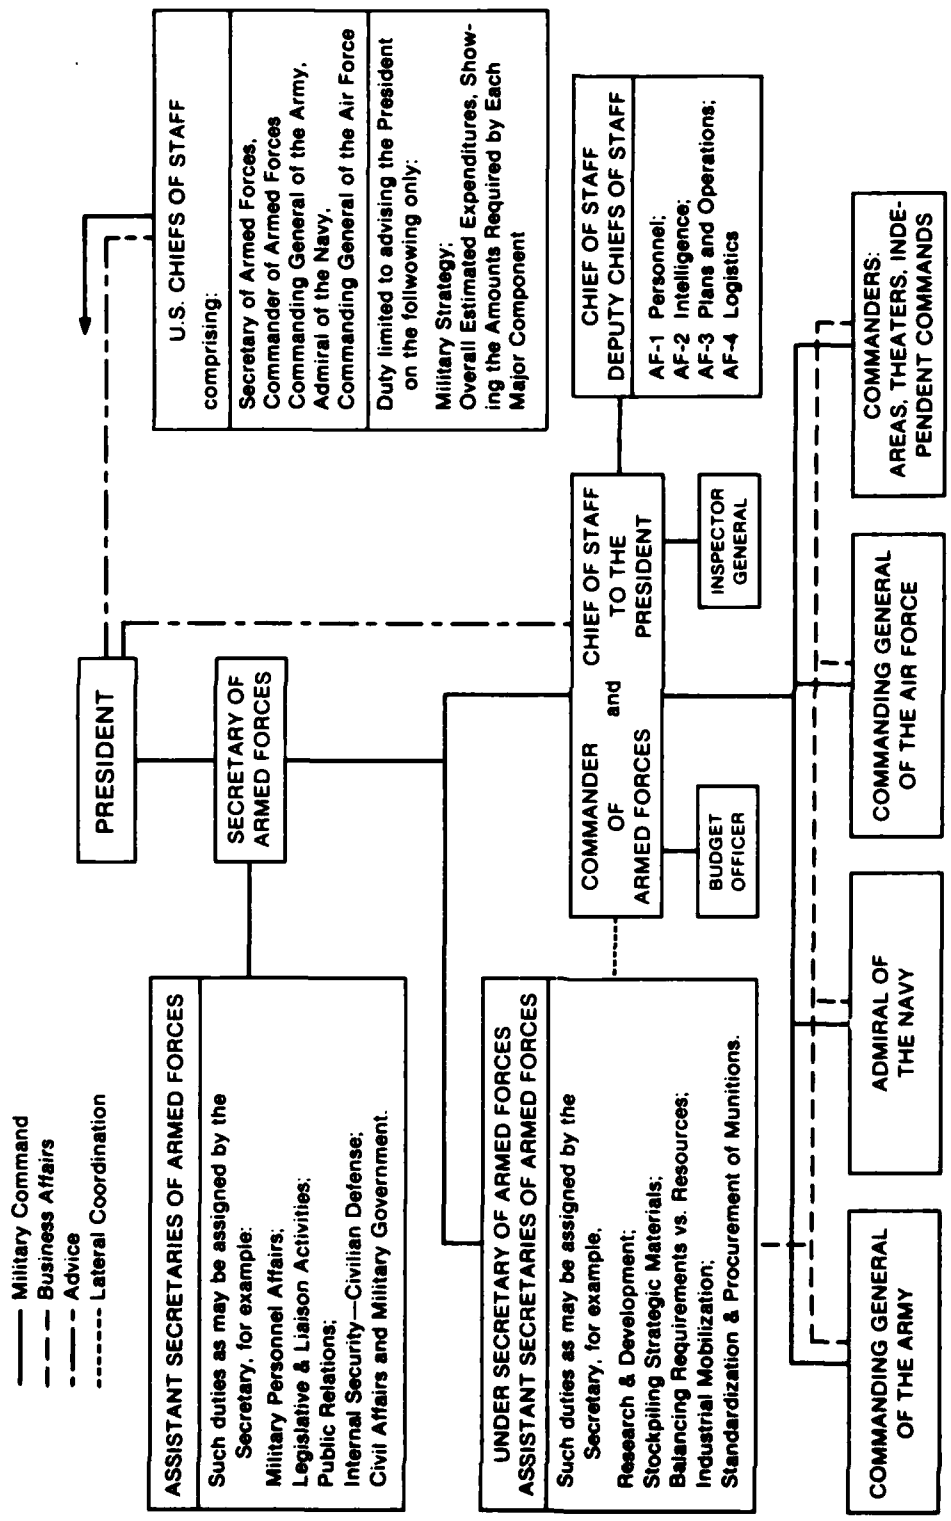 Military Command
Business Affairs
Advice
Lateral Coordination
PRESIDENT
U.S. CHIEFS OF STAFF
comprising:
Secretary of Armed Forces,
Commander of Armed Forces
Commanding General of the Army,
Admiral of the Navy,
Commanding General of the Air Force
Duty limited to advising the President
on the follwowing only:
Military Strategy;
Overall Estimated Expenditures, Show-
ing the Amounts Required by Each
Major Component
SECRETARY OF
ARMED FORCES
ASSISTANT SECRETARIES OF ARMED FORCES
Such duties as may be assigned by the
Secretary, for example:
Military Personnel Affairs;
Legislative & Liaison Activities;
Public Relations;
Internal Security—Civilian Defense;
Civil Affairs and Military Government.
UNDER SECRETARY OF ARMED FORCES
ASSISTANT SECRETARIES OF ARMED FORCES
Such duties as may be assigned by the
Secretary, for example,
Research & Development;
Stockpiling Strategic Materials;
Balancing Requirements vs. Resources;
Industrial Mobilization;
Standardization & Procurement of Munitions.
COMMANDER
OF
ARMED FORCES
and
CHIEF OF STAFF
TO THE
PRESIDENT
CHIEF OF STAFF
DEPUTY CHIEFS OF STAFF
AF-1 Personnel;
AF-2 Intelligence;
AF-3 Plans and Operations;
AF-4 Logistics
BUDGET
OFFICER
INSPECTOR
GENERAL
COMMANDING GENERAL
OF THE ARMY
ADMIRAL OF
THE NAVY
COMMANDING GENERAL
OF THE AIR FORCE
COMMANDERS:
AREAS, THEATERS, INDE-
PENDENT COMMANDS